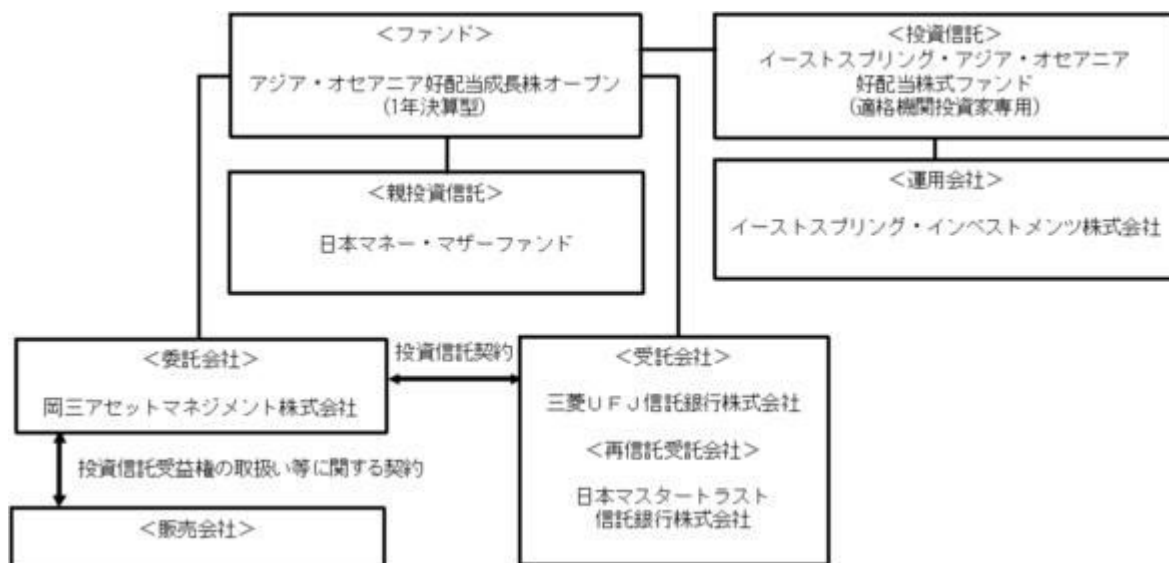 ＜ファンド＞
アジア・オセアニア好配当成長株オープン
（1年決算型）
＜投資信託＞
イーストスプリング・アジア・オセアニア
好配当株式ファンド
（適格機関投資家専用）
＜親投資信託＞
日本マネー・マザーファンド
＜運用会社＞
イーストスプリング・インベストメンツ株式会社
＜委託会社＞
岡三アセットマネジメント株式会社
投資信託契約
＜受託会社＞
三菱ＵＦＪ信託銀行株式会社
＜再信託受託会社＞
日本マスタートラスト
信託銀行株式会社
投資信託受益権の取扱い等に関する契約
＜販売会社＞